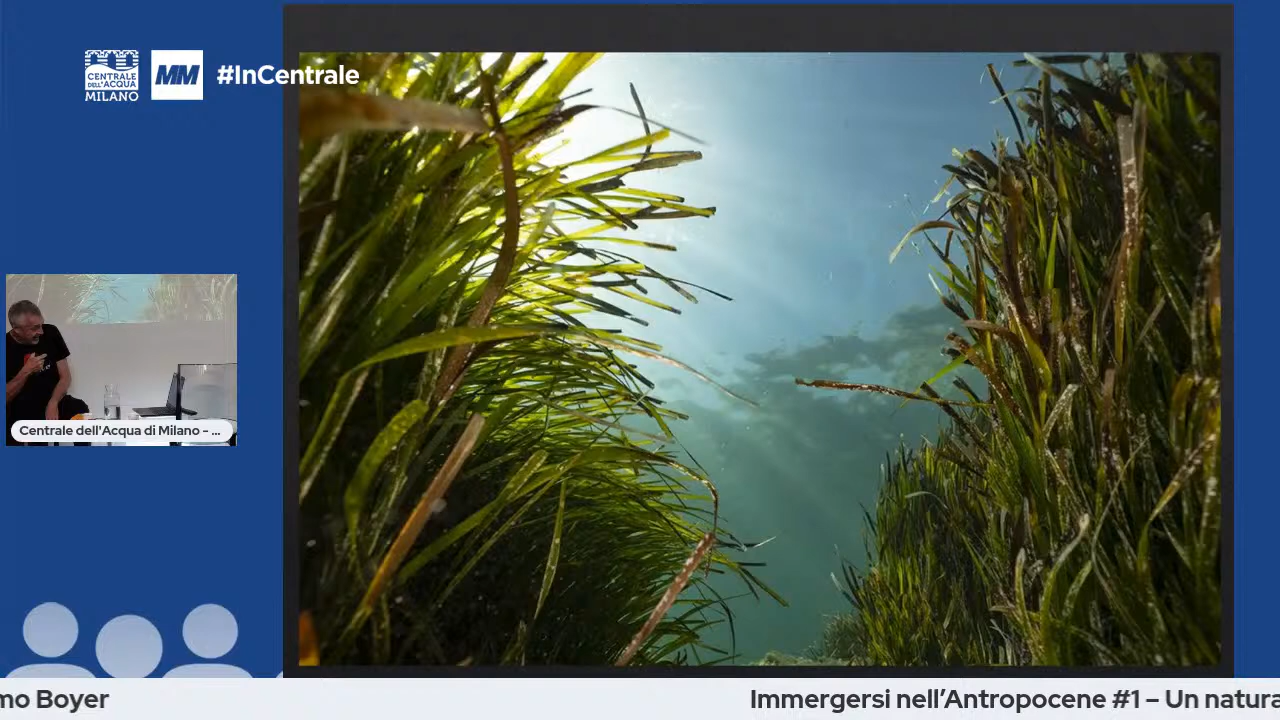 CENTRALE
DELL'ACQUA
MILANO
MM
#InCentrale
Centrale dell'Acqua di Milano - ...
mo Boyer
Immergersi nell'Antropocene #1 – Un natura